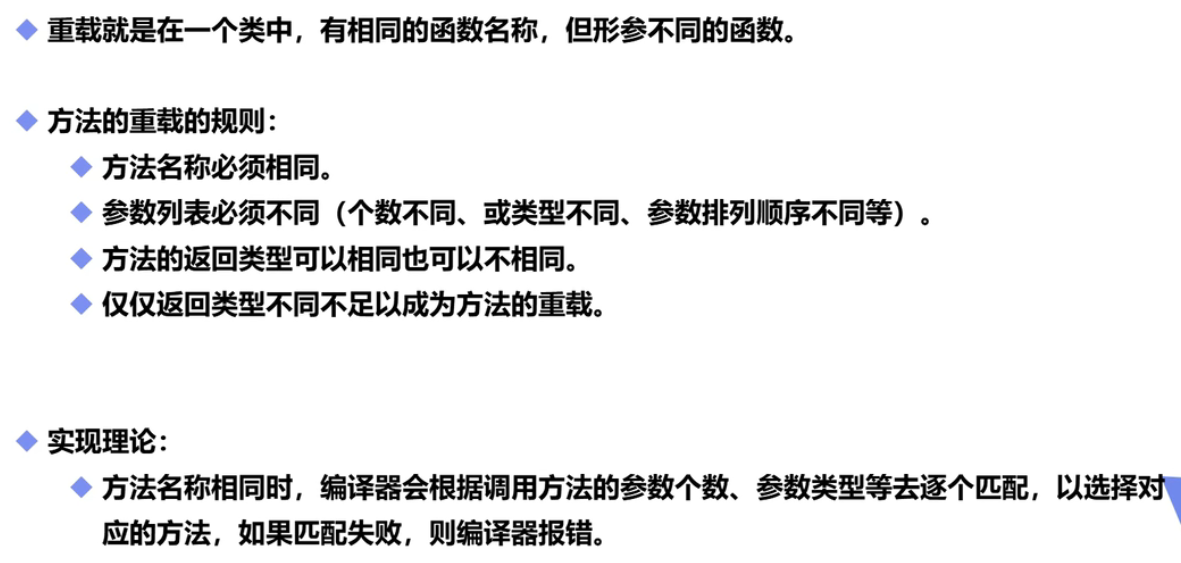 重载就是在一个类中，有相同的函数名称，但形参不同的函数。
方法的重载的规则：
方法名称必须相同。
参数列表必须不同（个数不同、或类型不同、参数排列顺序不同等）。
方法的返回类型可以相同也可以不相同。
仅仅返回类型不同不足以成为方法的重载。
实现理论：
方法名称相同时，编译器会根据调用方法的参数个数、参数类型等去逐个匹配，以选择对
应的方法，如果匹配失败，则编译器报错。